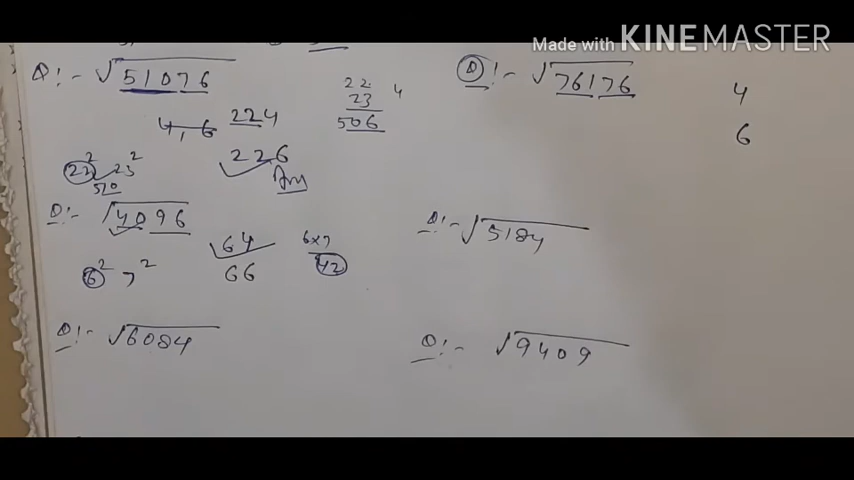 Made with KINEMASTER
Q:- √51076
22
23 4
506
4, 6 224
226
Ans
22² 23²
510
Q:- √76176
4
6
Q:- √4096
64
66
6×7
42
6² 7²
Q:- √5184
Q:- √6084
Q:- √9409